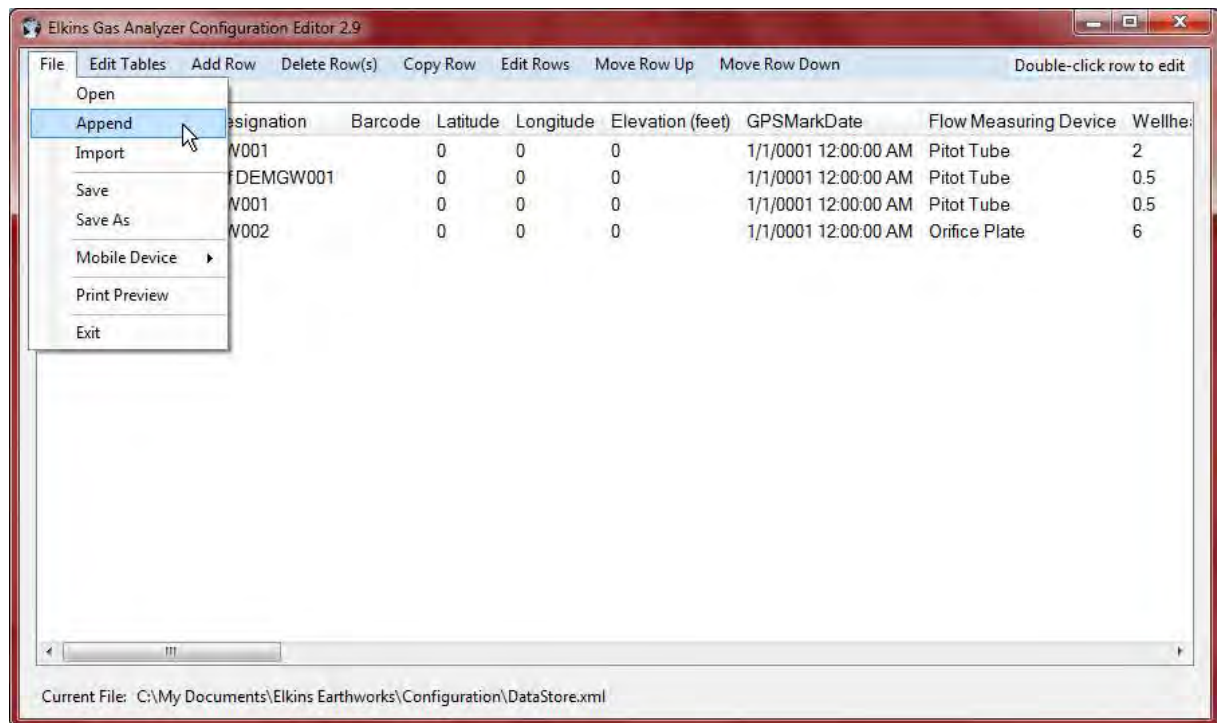 Elkins Gas Analyzer Configuration Editor 2.9
File Edit Tables Add Row Delete Row(s) Copy Row Edit Rows Move Row Up Move Row Down Double-click row to edit
Open
Append
Import
Save
Save As
Mobile Device
Print Preview
Exit
esignation Barcode Latitude Longitude Elevation (feet) GPSMarkDate Flow Measuring Device Wellhea
W001 0 0 0 1/1/0001 12:00:00 AM Pitot Tube 2
f DEMGW001 0 0 0 1/1/0001 12:00:00 AM Pitot Tube 0.5
W001 0 0 0 1/1/0001 12:00:00 AM Pitot Tube 0.5
W002 0 0 0 1/1/0001 12:00:00 AM Orifice Plate 6
Current File: C:\My Documents\Elkins Earthworks\Configuration\DataStore.xml